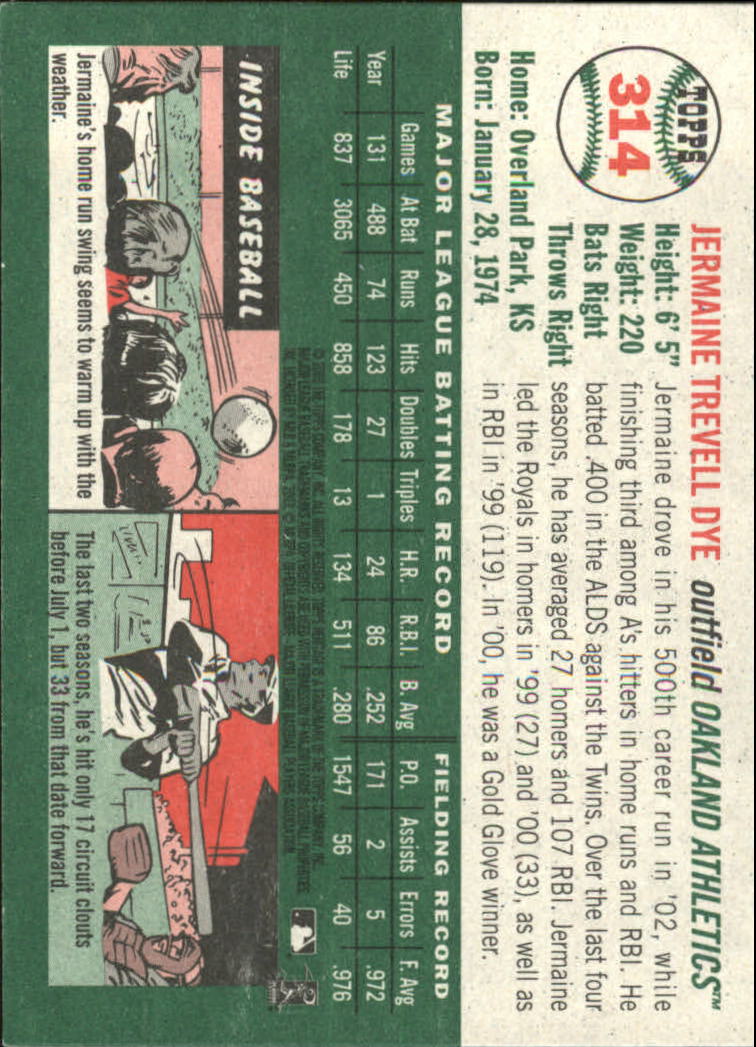 TOPPS
314
JERMAINE TREVELL DYE outfield OAKLAND ATHLETICS™
Height: 6' 5"
Weight: 220
Bats Right
Throws Right
Home: Overland Park, KS
Born: January 28, 1974
Jermaine drove in his 500th career run in '02, while
finishing third among A's hitters in home runs and RBI. He
batted .400 in the ALDS against the Twins. Over the last four
seasons, he has averaged 27 homers and 107 RBI. Jermaine
led the Royals in homers in '99 (27) and '00 (33), as well as
in RBI in '99 (119). In '00, he was a Gold Glove winner.
MAJOR LEAGUE BATTING RECORD FIELDING RECORD
Games At Bat Runs Hits Doubles Triples H.R. R.B.I. B. Avg P.O. Assists Errors F. Avg
Year 131 488 74 123 27 1 24 86 .252 171 2 5 .972
Life 837 3065 450 858 178 13 134 511 .280 1547 56 40 .976
INSIDE BASEBALL
Jermaine's home run swing seems to warm up with the
weather.
The last two seasons, he's hit only 17 circuit clouts
before July 1, but 33 from that date forward.